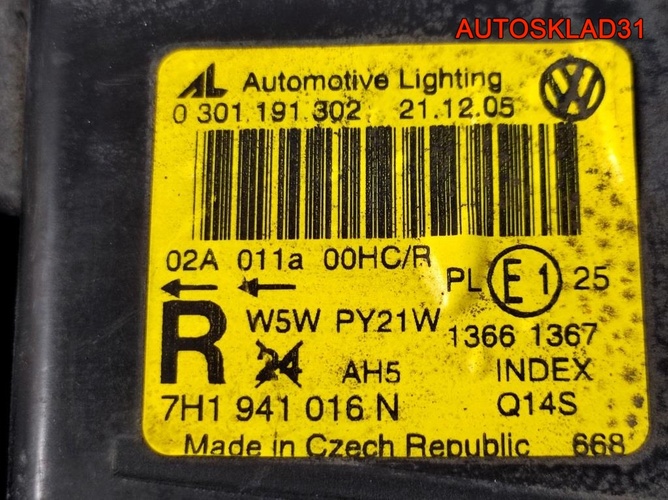 AUTOSKLAD31
AL Automotive Lighting
0 301 191 302 21.12.05
02A 011a 00HC/R
PL E1 25
R W5W PY21W
1366 1367
24 AH5 INDEX
7H1 941 016 N Q14S
Made in Czech Republic 668